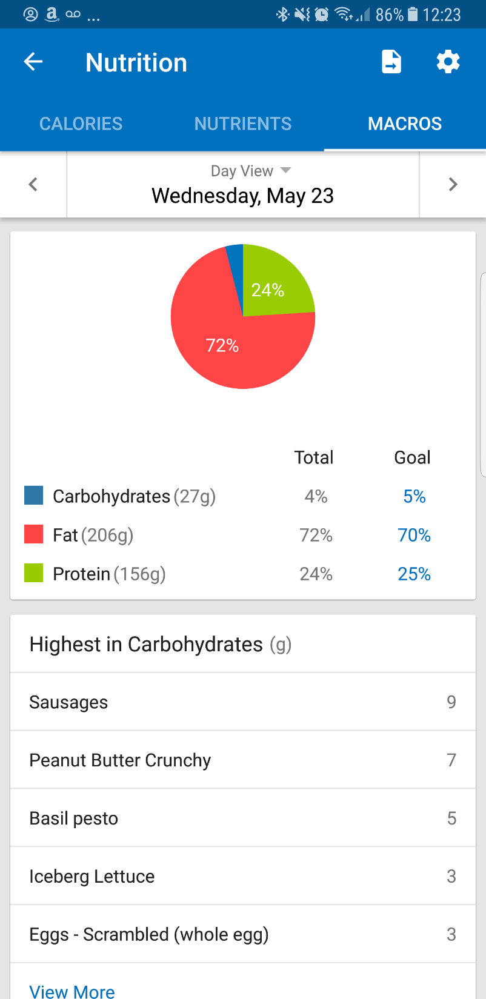 86% 12:23
Nutrition
CALORIES NUTRIENTS MACROS
Day View
Wednesday, May 23
24%
72%
Total Goal
Carbohydrates (27g) 4% 5%
Fat (206g) 72% 70%
Protein (156g) 24% 25%
Highest in Carbohydrates (g)
Sausages 9
Peanut Butter Crunchy 7
Basil pesto 5
Iceberg Lettuce 3
Eggs - Scrambled (whole egg) 3
View More